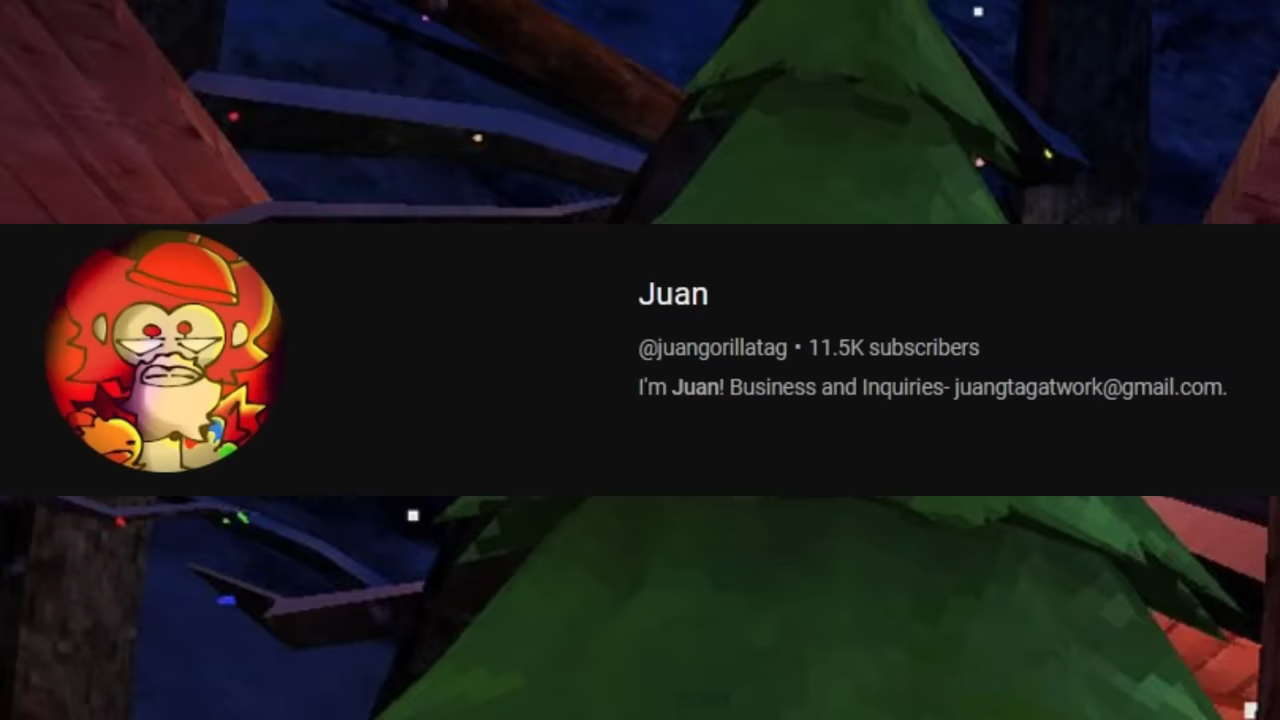 Juan
@juangorillatag • 11.5K subscribers
I'm Juan! Business and Inquiries- juangtagatwork@gmail.com.